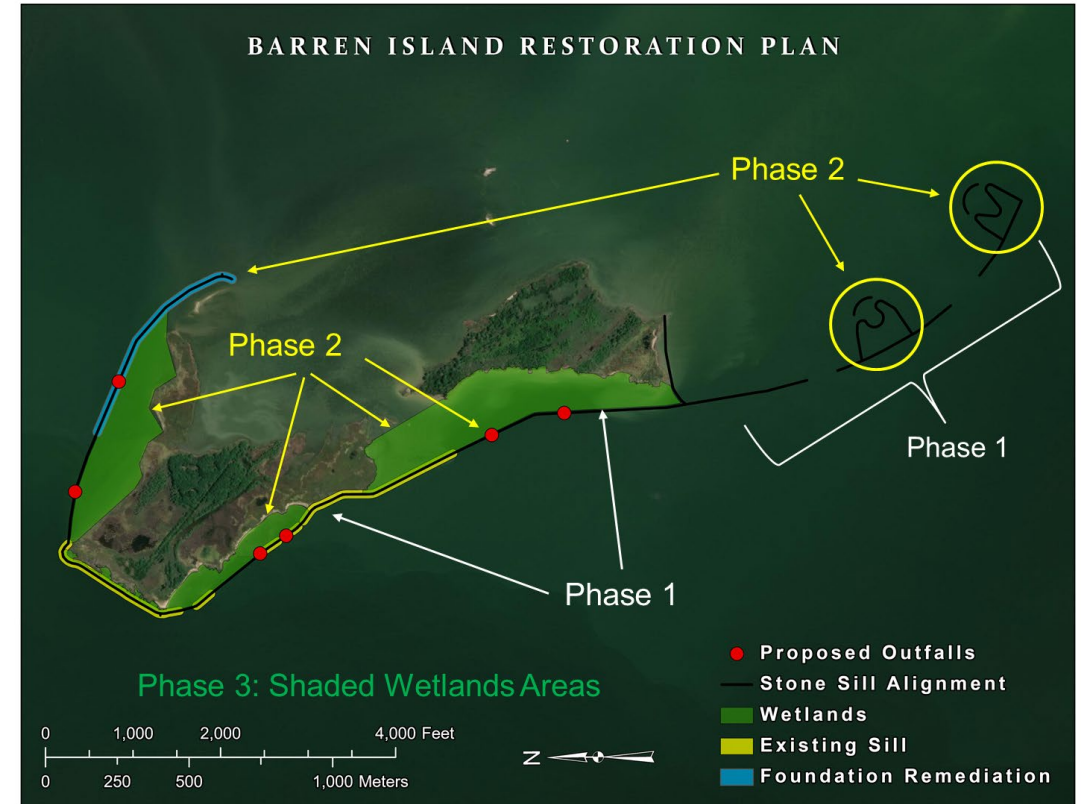 BARREN ISLAND RESTORATION PLAN
Phase 2
Phase 2
Phase 1
Phase 1
Phase 3: Shaded Wetlands Areas
Proposed Outfalls
Stone Sill Alignment
Wetlands
Existing Sill
Foundation Remediation
0 1,000 2,000 4,000 Feet
0 250 500 1,000 Meters
N